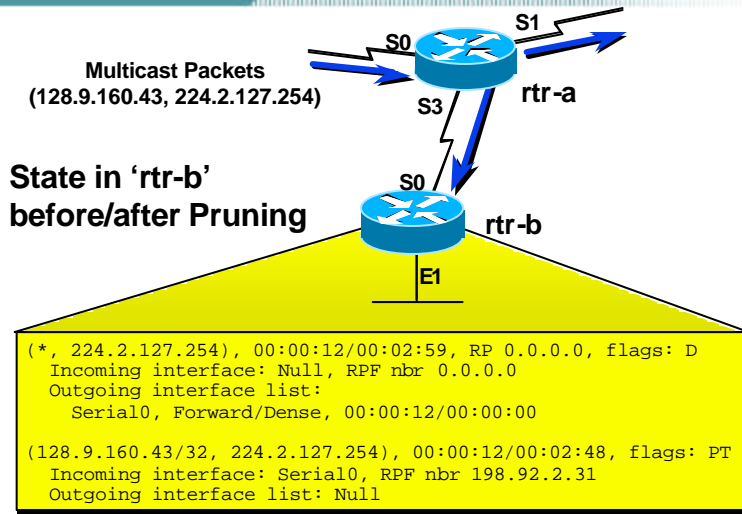 S1
S0
Multicast Packets
(128.9.160.43, 224.2.127.254)
rtr-a
S3
State in ‘rtr-b’
before/after Pruning
S0
rtr-b
E1
(*, 224.2.127.254), 00:00:12/00:02:59, RP 0.0.0.0, flags: D
Incoming interface: Null, RPF nbr 0.0.0.0
Outgoing interface list:
Serial0, Forward/Dense, 00:00:12/00:00:00
(128.9.160.43/32, 224.2.127.254), 00:00:12/00:02:48, flags: PT
Incoming interface: Serial0, RPF nbr 198.92.2.31
Outgoing interface list: Null